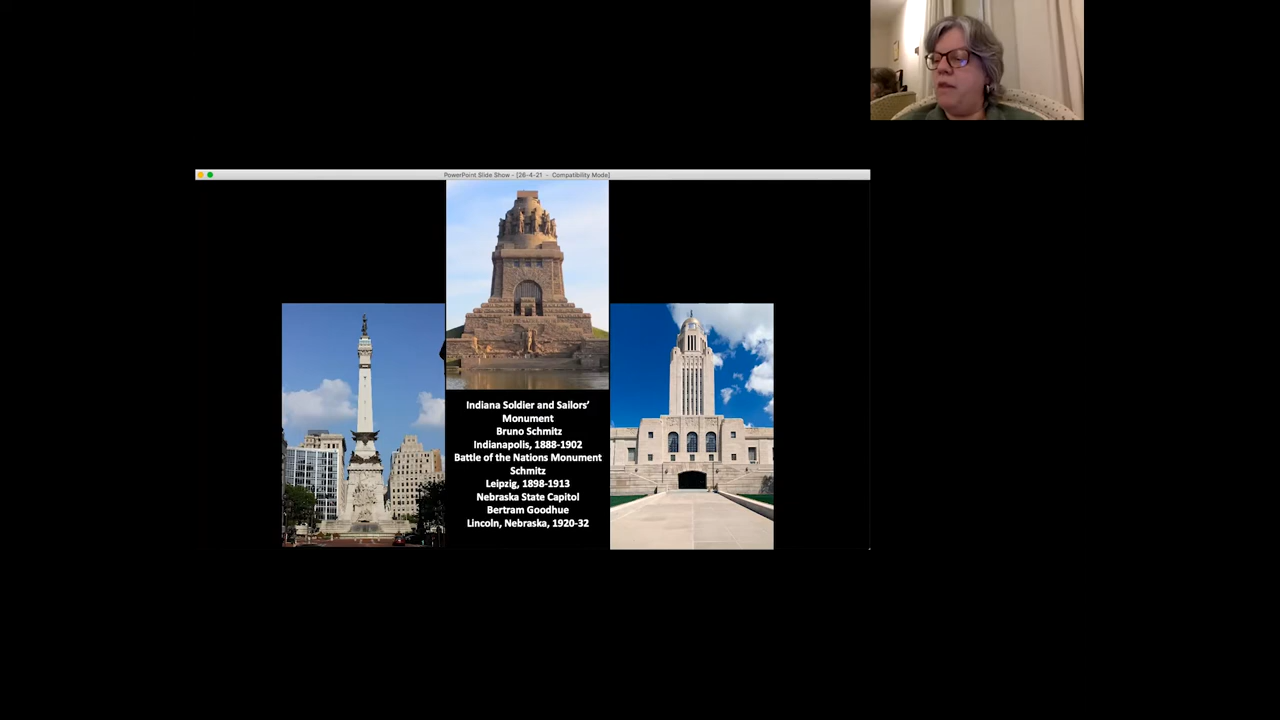 PowerPoint Slide Show - [26-4-21 - Compatibility Mode]
Indiana Soldier and Sailors'
Monument
Bruno Schmitz
Indianapolis, 1888-1902
Battle of the Nations Monument
Schmitz
Leipzig, 1898-1913
Nebraska State Capitol
Bertram Goodhue
Lincoln, Nebraska, 1920-32